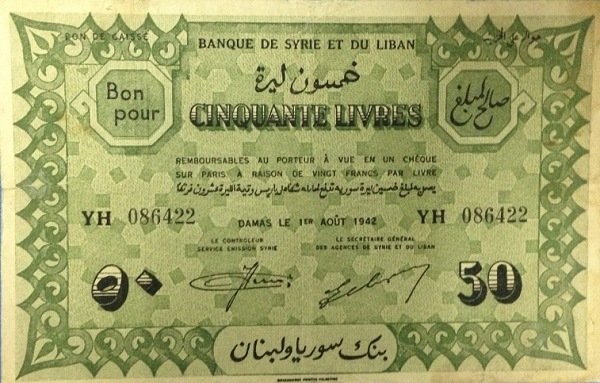 BON DE CAISSE
BANQUE DE SYRIE ET DU LIBAN
خمسون ليرة
Bon pour
CINQUANTE LIVRES
صالح المبلغ
REMBOURSABLES AU PORTEUR À VUE EN UN CHÈQUE
SUR PARIS À RAISON DE VINGT FRANCS PAR LIVRE
YH 086422
DAMAS LE 1ER AOÛT 1942
YH 086422
LE CONTROLEUR
SERVICE EMISSION SYRIE
LE SECRÉTAIRE GÉNÉRAL
DES AGENCES DE SYRIE ET DU LIBAN
٥٠
50
بنك سوريا ولبنان